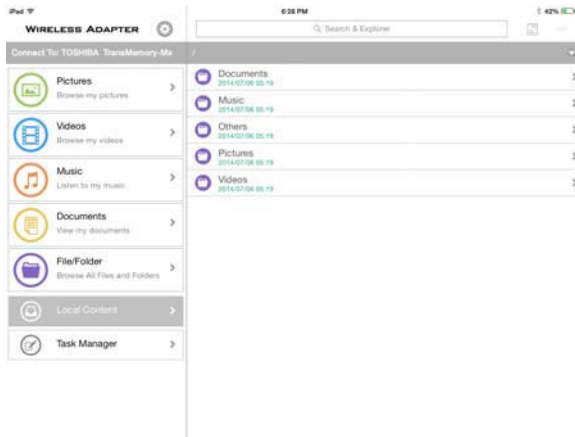 iPad
6:28 PM
42%
WIRELESS ADAPTER
Search & Explorer
Connect To: TOSHIBA TransMemory-Mx
/
Pictures
Browse my pictures
Videos
Browse my videos
Music
Listen to my music
Documents
View my documents
File/Folder
Browse All Files and Folders
Local Content
Task Manager
Documents
2014/07/06 05:19
Music
2014/07/06 05:19
Others
2014/07/06 05:19
Pictures
2014/07/06 05:19
Videos
2014/07/06 05:19